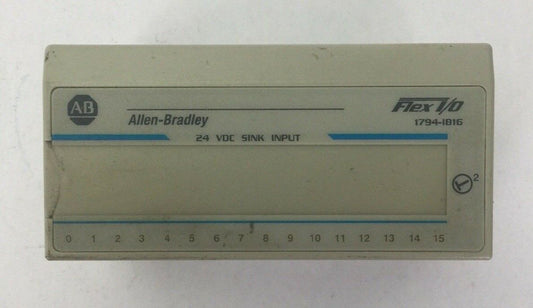 AB
Allen-Bradley
Flex I/O
1794-IB16
24 VDC SINK INPUT
2
0 1 2 3 4 5 6 7 8 9 10 11 12 13 14 15